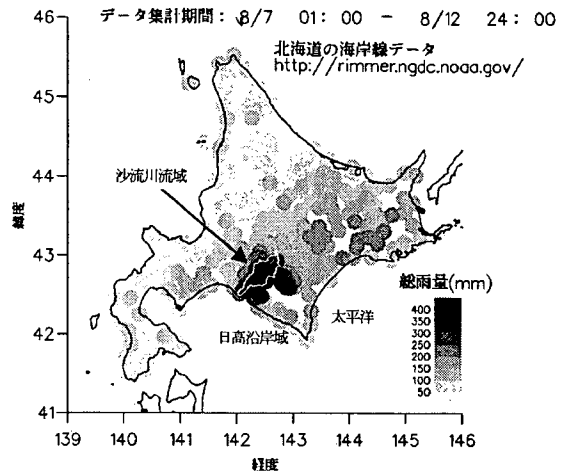 データ集計期間: 8/7 01:00 - 8/12 24:00
北海道の海岸線データ
http://rimmer.ngdc.noaa.gov/
46
45
44
43
42
41
緯度
沙流川流域
日高沿岸域
太平洋
総雨量(mm)
400
350
300
250
200
150
100
50
139 140 141 142 143 144 145 146
経度